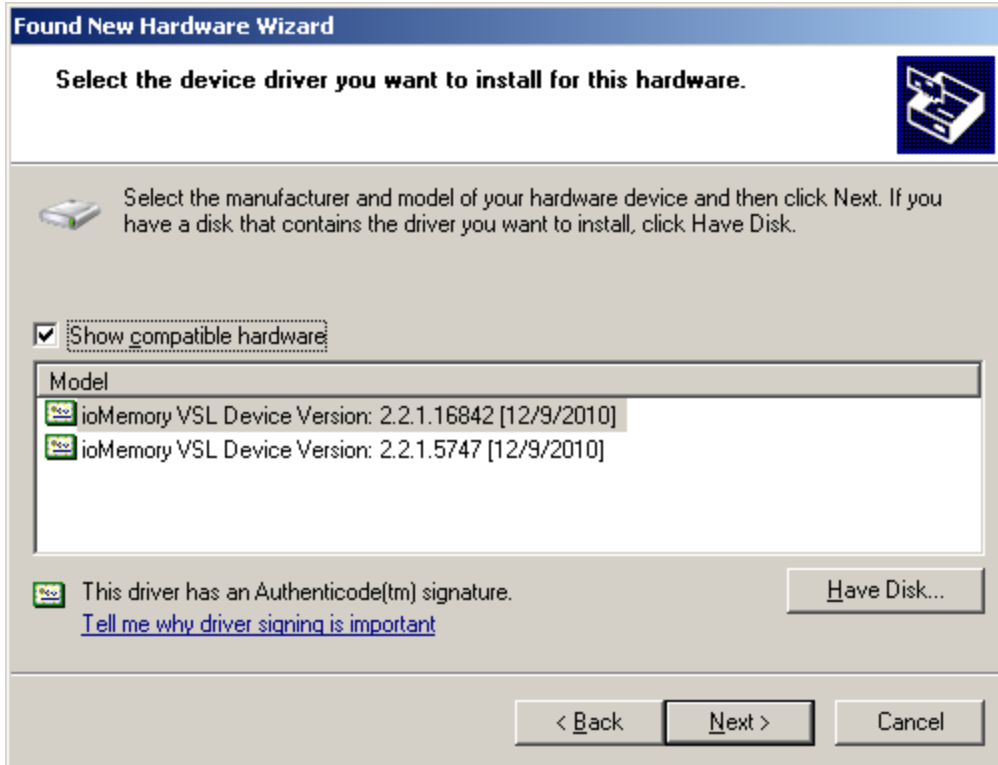 Found New Hardware Wizard
Select the device driver you want to install for this hardware.
Select the manufacturer and model of your hardware device and then click Next. If you
have a disk that contains the driver you want to install, click Have Disk.
Show compatible hardware
Model
ioMemory VSL Device Version: 2.2.1.16842 [12/9/2010]
ioMemory VSL Device Version: 2.2.1.5747 [12/9/2010]
This driver has an Authenticode(tm) signature.
Have Disk...
Tell me why driver signing is important
< Back
Next >
Cancel